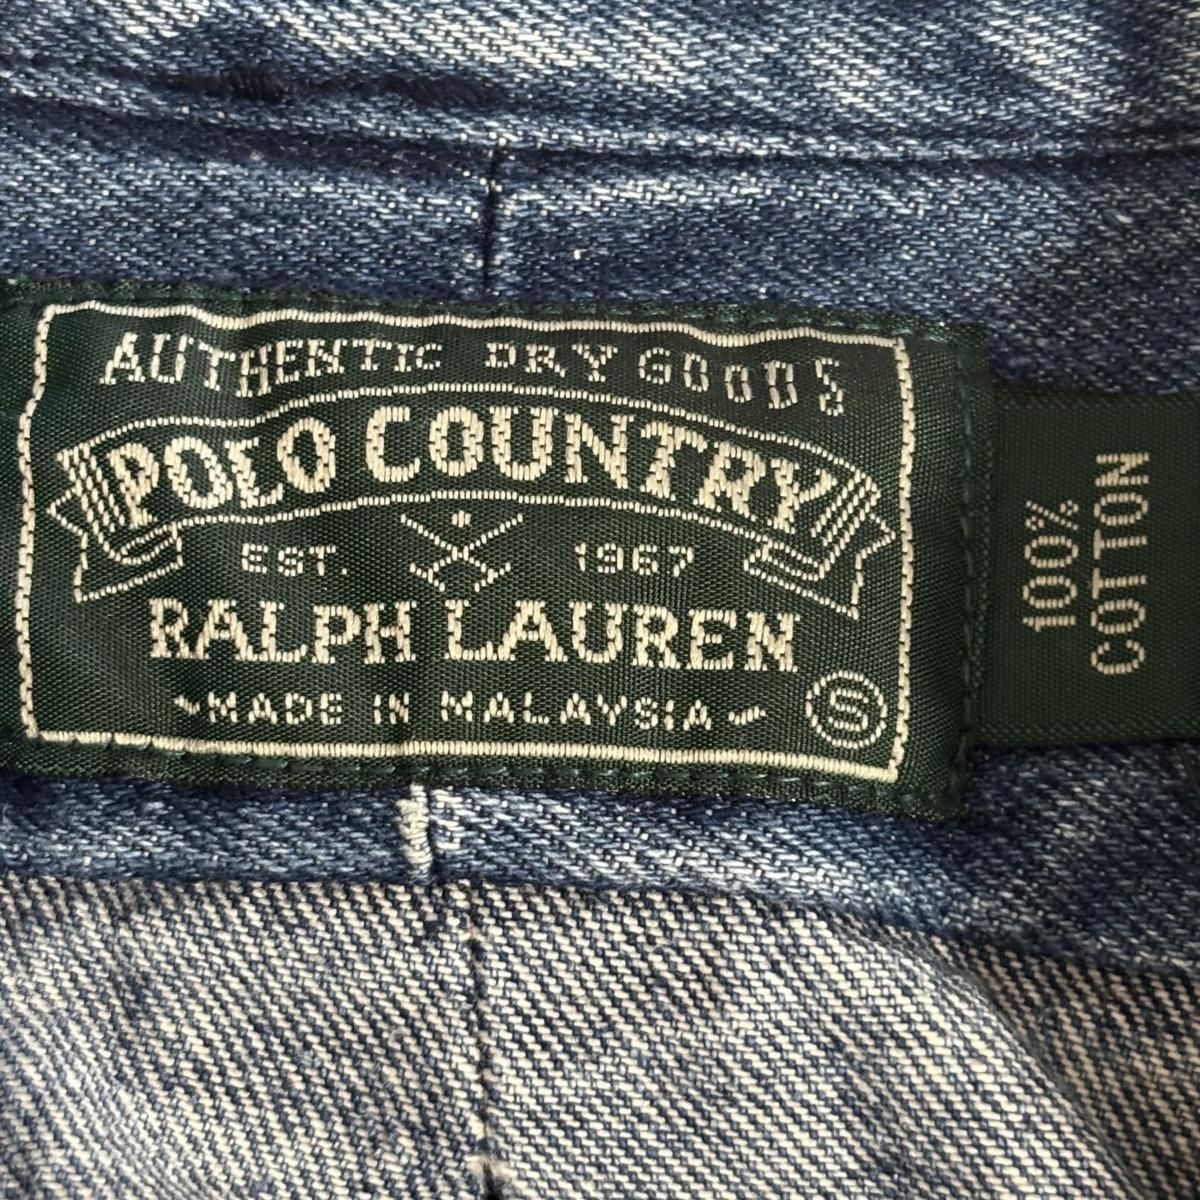 AUTHENTIC DRY GOODS
POLO COUNTRY
EST. 1967
RALPH LAUREN
MADE IN MALAYSIA
S
100%
COTTON